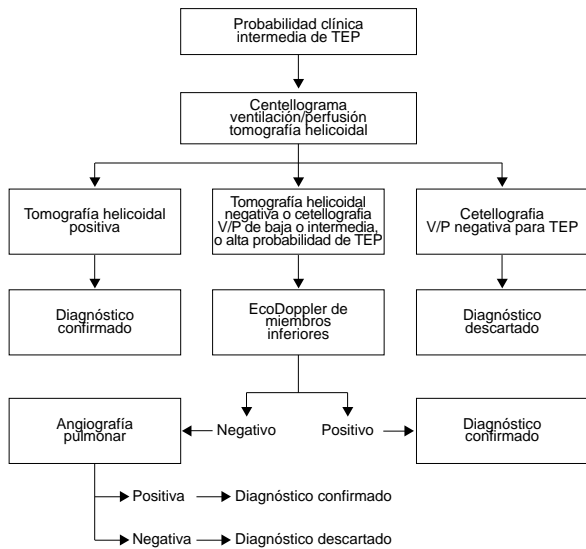 Probabilidad clínica
intermedia de TEP
Centellograma
ventilación/perfusión
tomografía helicoidal
Tomografía helicoidal
positiva
Tomografía helicoidal
negativa o cetellografia
V/P de baja o intermedia,
o alta probabilidad de TEP
Cetellografia
V/P negativa para TEP
Diagnóstico
confirmado
EcoDoppler de
miembros
inferiores
Diagnóstico
descartado
Angiografía
pulmonar
Negativo
Positivo
Diagnóstico
confirmado
Positiva
Diagnóstico confirmado
Negativa
Diagnóstico descartado